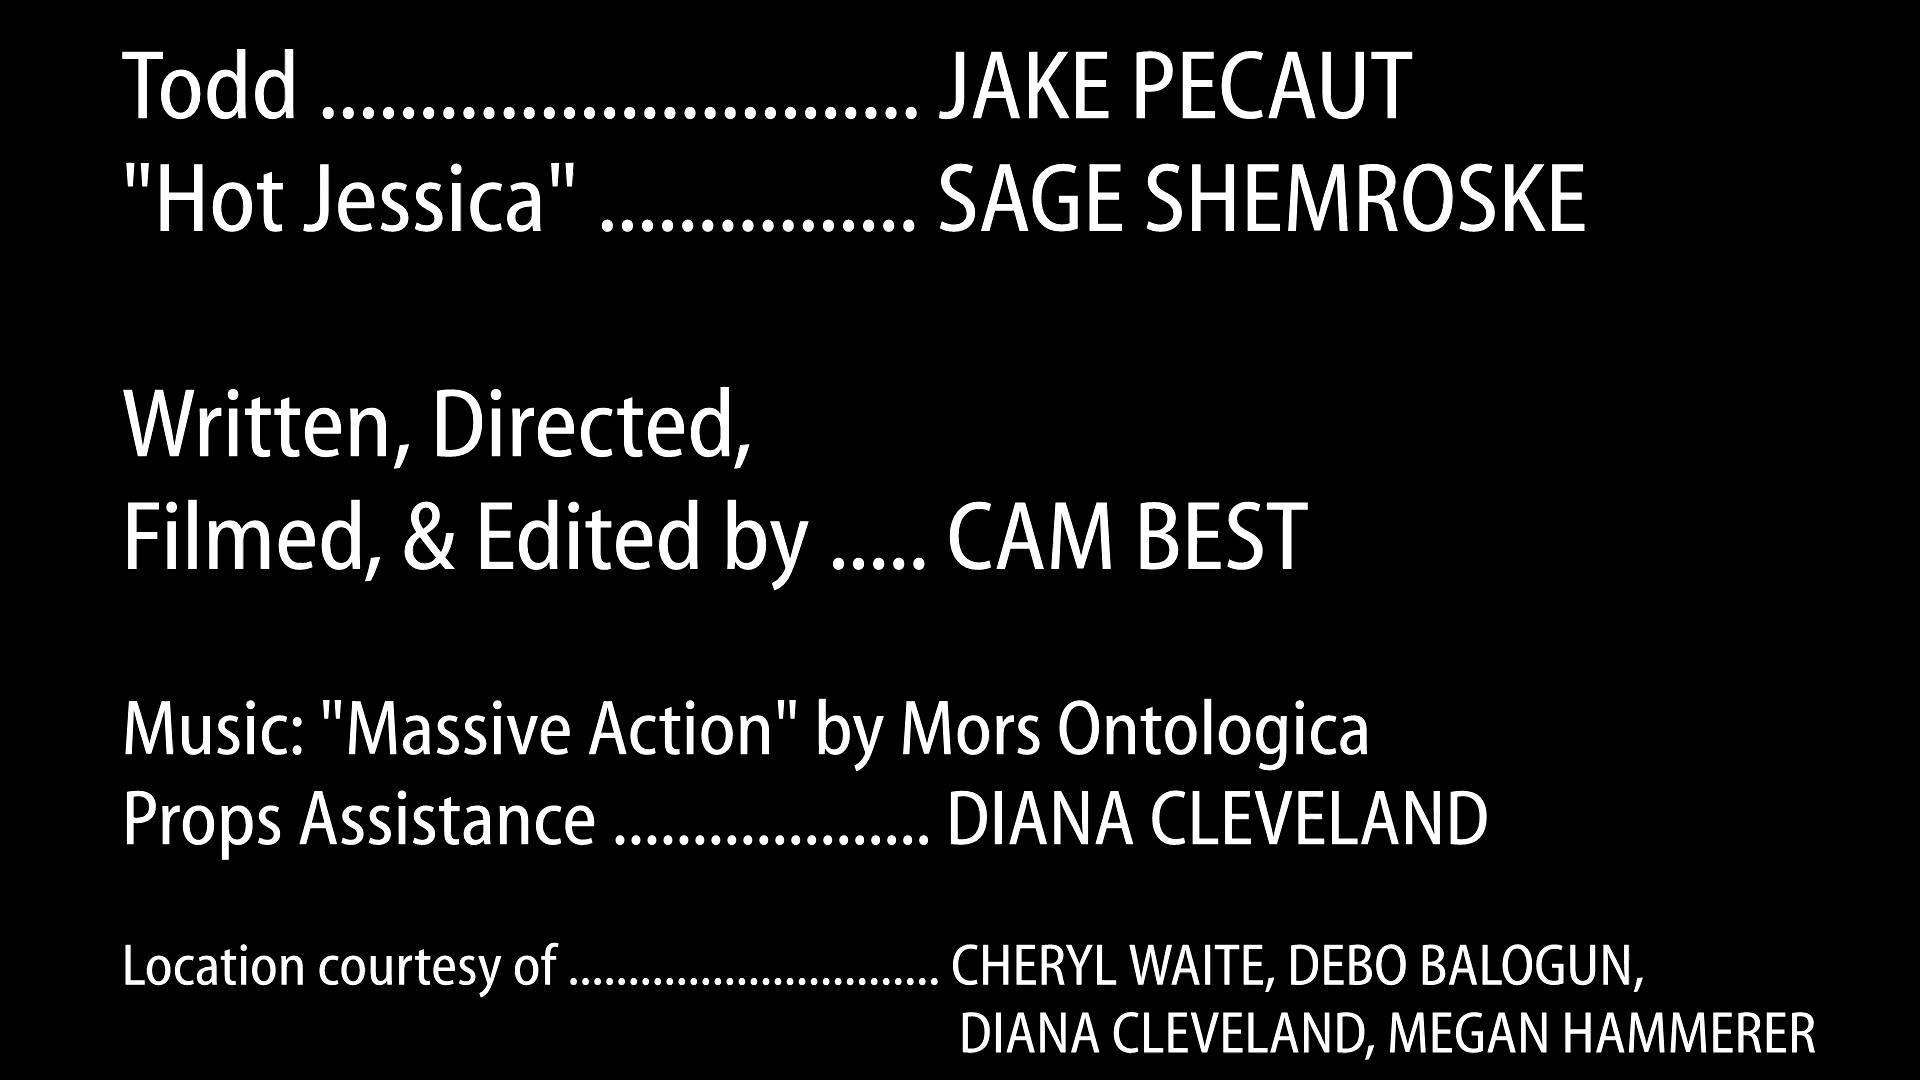 Todd .............................. JAKE PECAUT
"Hot Jessica" ................ SAGE SHEMROSKE
Written, Directed,
Filmed, & Edited by ..... CAM BEST
Music: "Massive Action" by Mors Ontologica
Props Assistance .................... DIANA CLEVELAND
Location courtesy of ............................... CHERYL WAITE, DEBO BALOGUN,
DIANA CLEVELAND, MEGAN HAMMERER